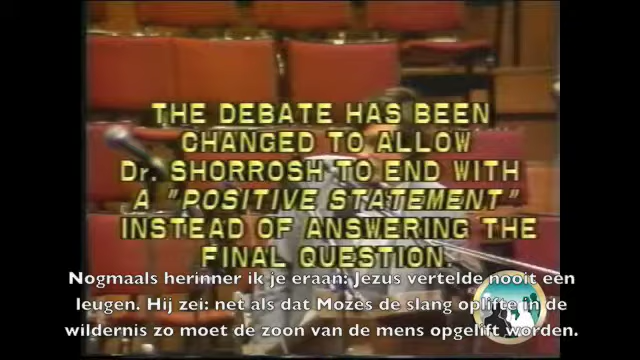 THE DEBATE HAS BEEN
CHANGED TO ALLOW
Dr. SHORROSH TO END WITH
A "POSITIVE STATEMENT"
INSTEAD OF ANSWERING THE
FINAL QUESTION.
Nogmaals herinner ik je eraan: Jezus vertelde nooit een
leugen. Hij zei: net als dat Mozes de slang oplifte in de
wildernis zo moet de zoon van de mens opgelift worden.